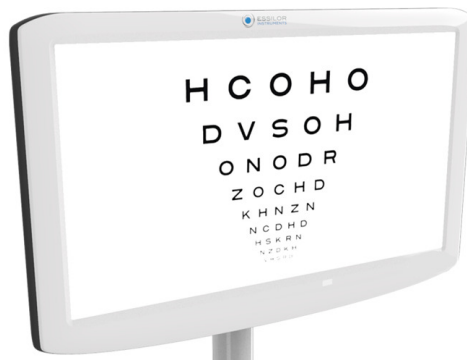 ESSILOR
INSTRUMENTS
H C O H O
D V S O H
O N O D R
Z O C H D
K H N Z N
N C D H D
H S K R N